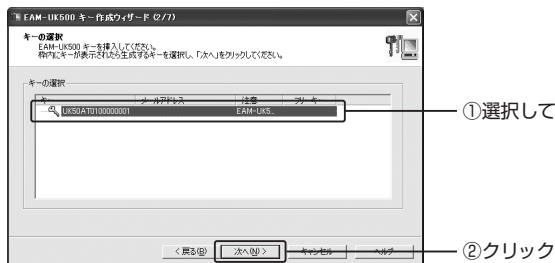 EAM-UK500 キー作成ウィザード (2/7)
キーの選択
EAM-UK500 キーを挿入してください。
枠内にキーが表示されたら生成するキーを選択し、「次へ」をクリックしてください。
キーの選択
キー メールアドレス 注意 フリーキー
UK50AT0100000001 EAM-UK5..
①選択して
< 戻る(B) 次へ(N) > キャンセル ヘルプ
②クリック